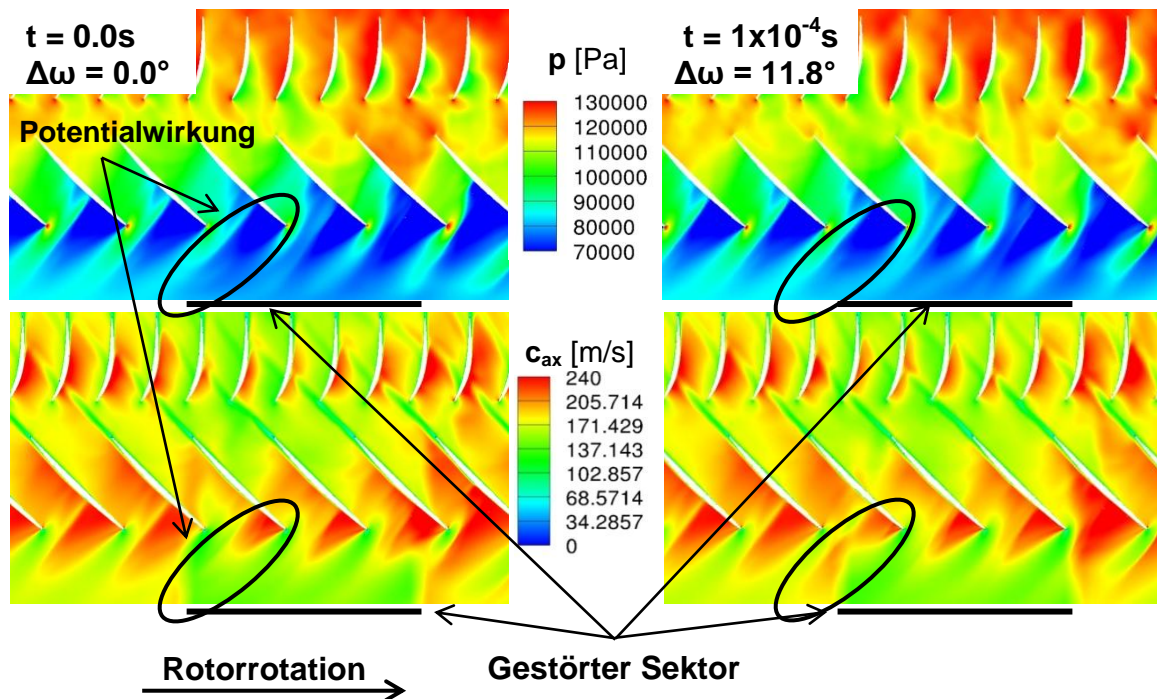 t = 0.0s
Δω = 0.0°
Potentialwirkung
p [Pa]
130000
120000
110000
100000
90000
80000
70000
t = 1x10⁻⁴s
Δω = 11.8°
cₐₓ [m/s]
240
205.714
171.429
137.143
102.857
68.5714
34.2857
0
Rotorrotation
Gestörter Sektor